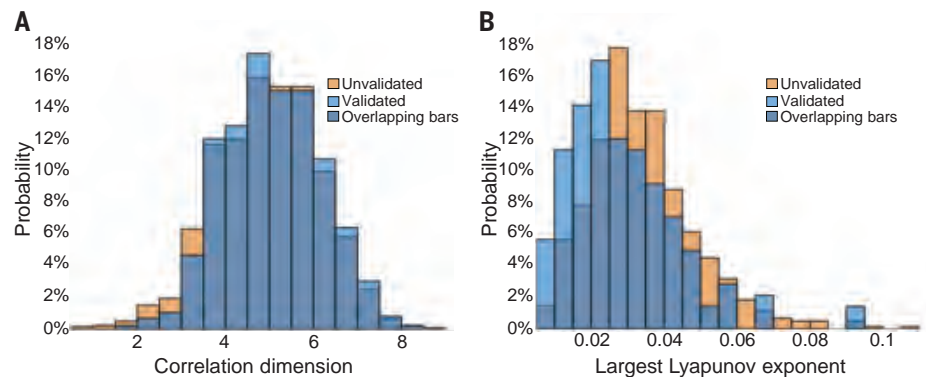 A
18%
16%
14%
12%
10%
8%
6%
4%
2%
0%
Probability
Unvalidated
Validated
Overlapping bars
2 4 6 8
Correlation dimension
B
18%
16%
14%
12%
10%
8%
6%
4%
2%
0%
Probability
Unvalidated
Validated
Overlapping bars
0.02 0.04 0.06 0.08 0.1
Largest Lyapunov exponent